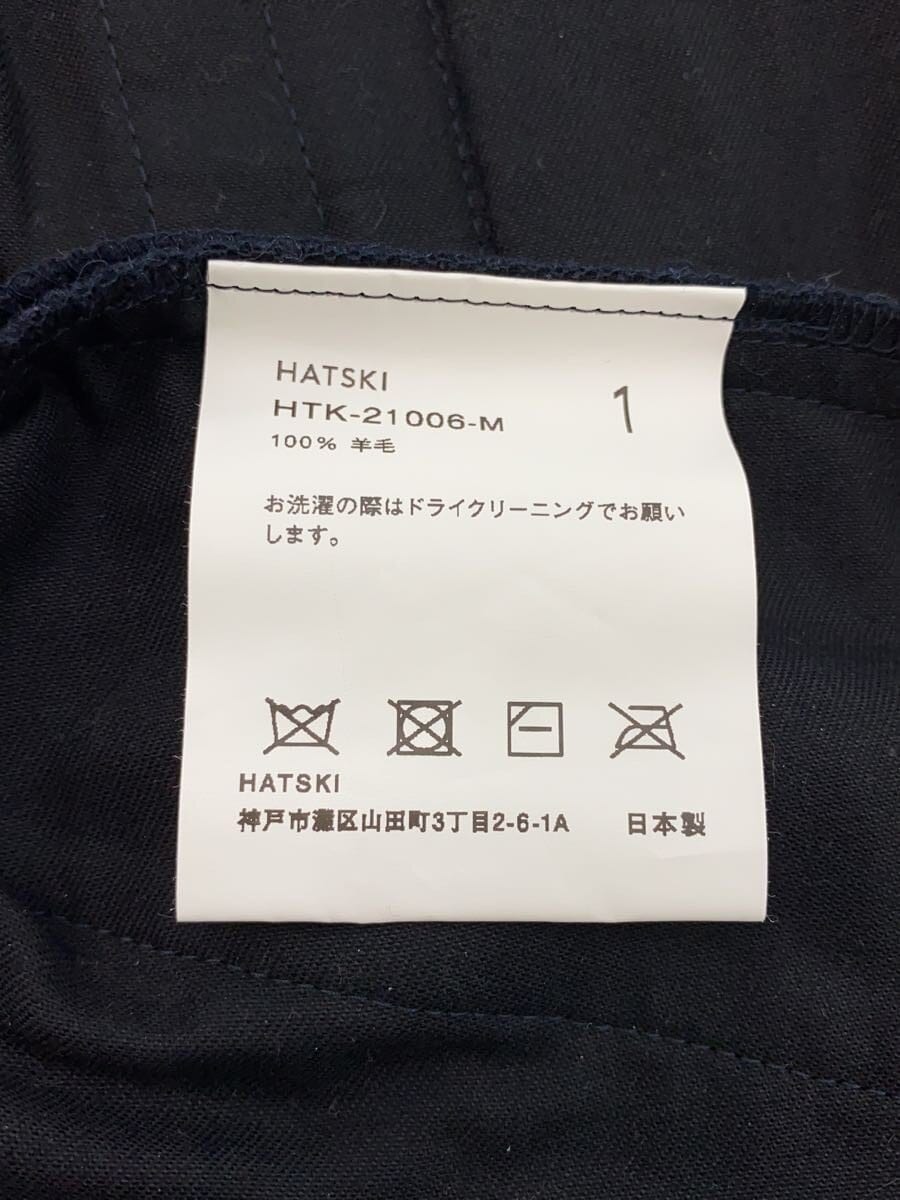 HATSKI
1
HTK-21006-M
100% 羊毛
お洗濯の際はドライクリーニングでお願い
します。
HATSKI
神戸市灘区山田町3丁目2-6-1A 日本製